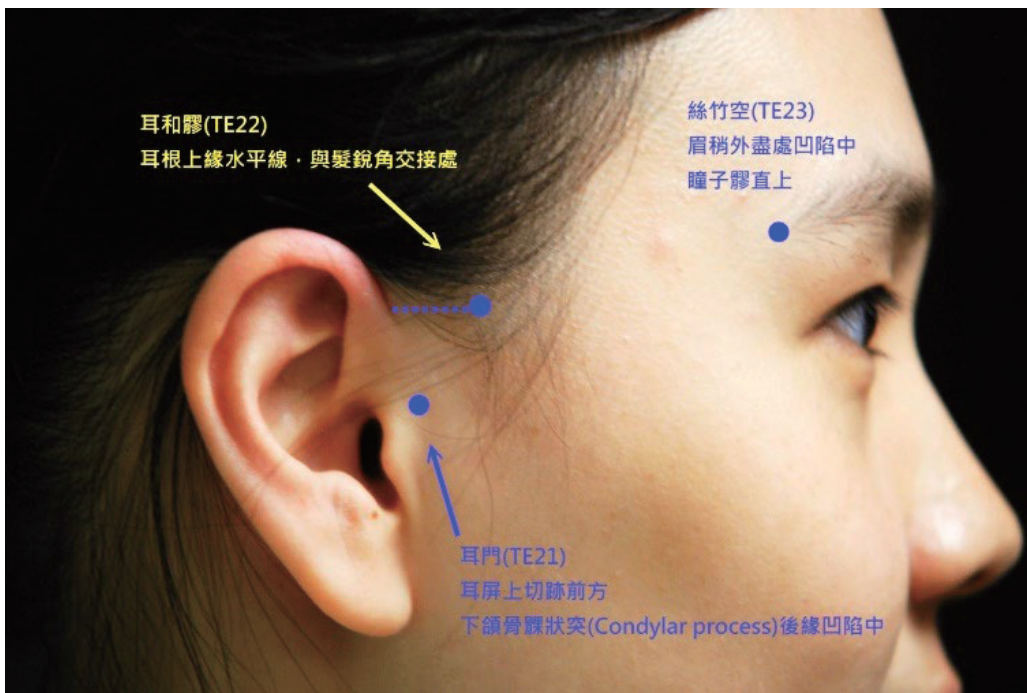 耳和髎(TE22)
耳根上緣水平線，與髮銳角交接處
絲竹空(TE23)
眉稍外盡處凹陷中
瞳子髎直上
耳門(TE21)
耳屏上切跡前方
下頜骨髁狀突(Condylar process)後緣凹陷中